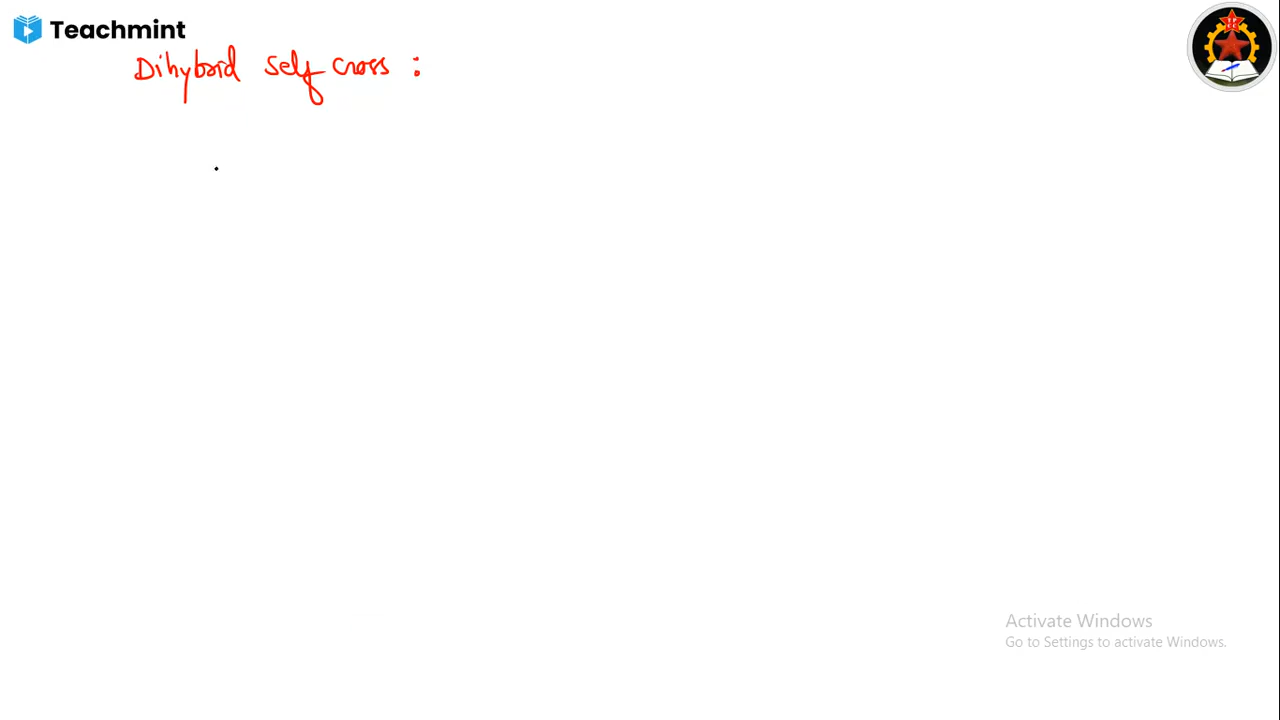 Teachmint
Dihybrid self cross :
Activate Windows
Go to Settings to activate Windows.